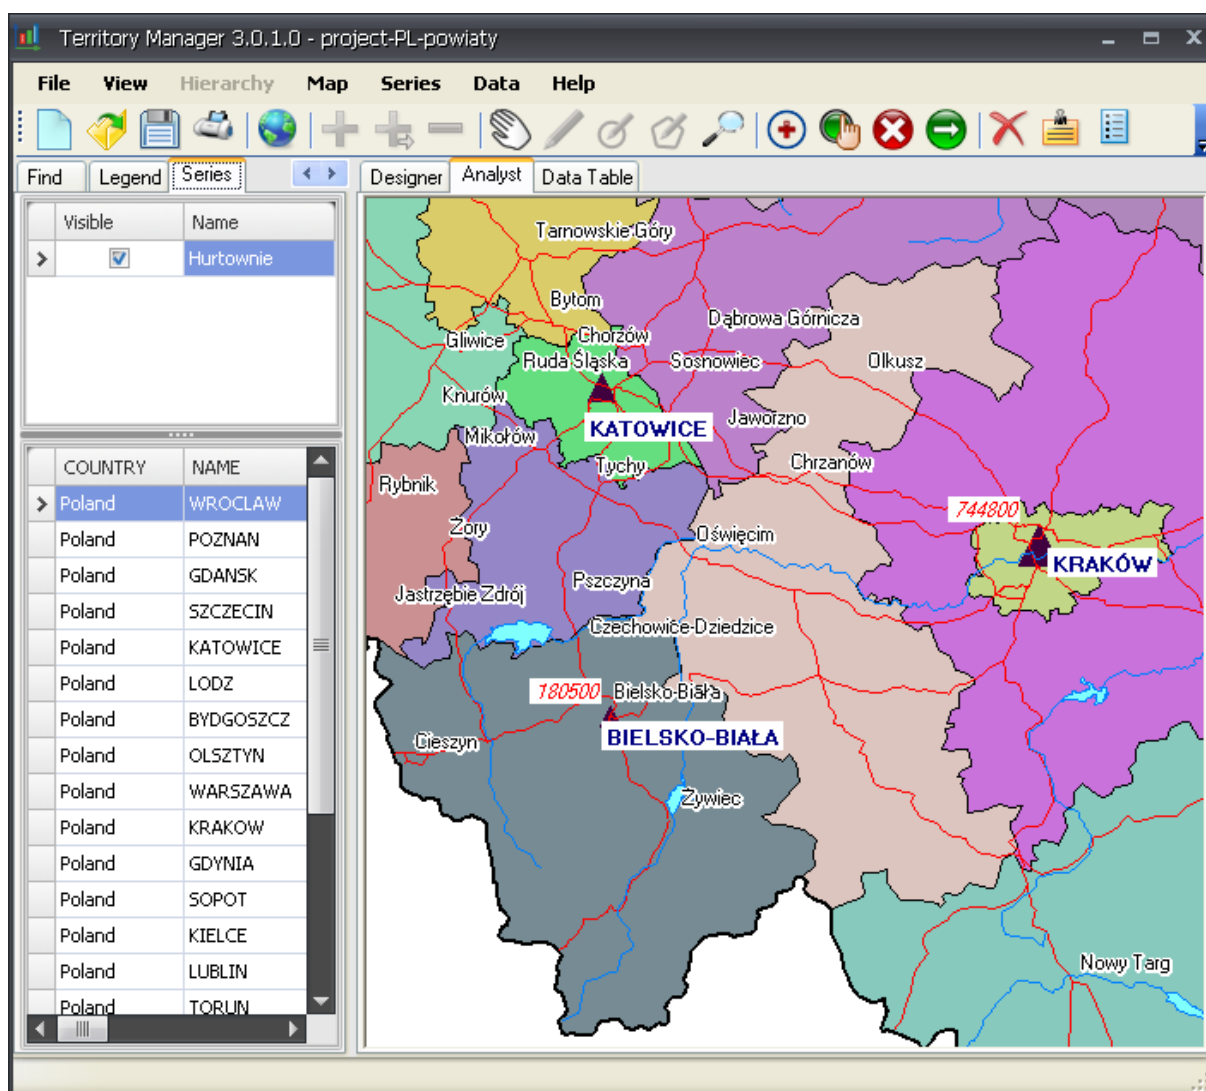 Territory Manager 3.0.1.0 - project-PL-powiaty
File View Hierarchy Map Series Data Help
Find Legend Series
Designer Analyst Data Table
Visible Name
Hurtownie
COUNTRY NAME
Poland WROCLAW
Poland POZNAN
Poland GDANSK
Poland SZCZECIN
Poland KATOWICE
Poland LODZ
Poland BYDGOSZCZ
Poland OLSZTYN
Poland WARSZAWA
Poland KRAKOW
Poland GDYNIA
Poland SOPOT
Poland KIELCE
Poland LUBLIN
Poland TORUN
Tarnowskie Góry
Bytom
Dąbrowa Górnicza
Chorzów
Gliwice
Ruda Śląska
Sosnowiec
Olkusz
Knurów
Jaworzno
KATOWICE
Mikołów
Tychy
Chrzanów
Rybnik
744800
Żory
Oświęcim
KRAKÓW
Pszczyna
Jastrzębie Zdrój
Czechowice-Dziedzice
180500
Bielsko-Biała
BIELSKO-BIAŁA
Cieszyn
Żywiec
Nowy Targ